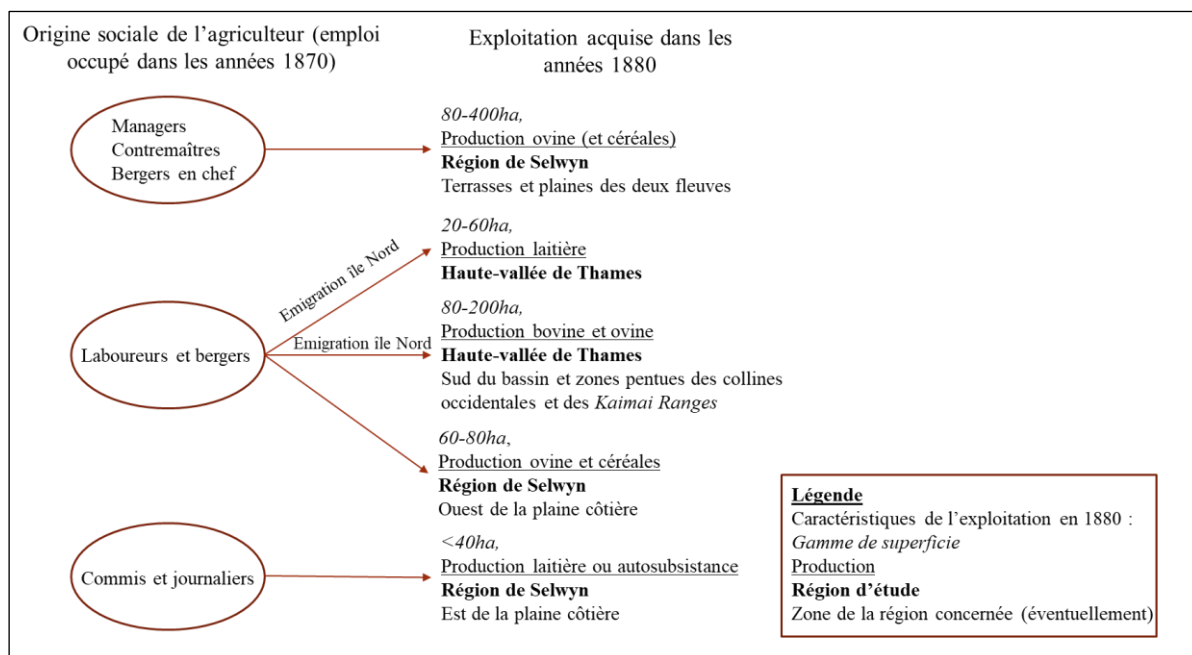 Origine sociale de l’agriculteur (emploi
occupé dans les années 1870)
Exploitation acquise dans les
années 1880
Managers
Contremaîtres
Bergers en chef
80-400ha,
Production ovine (et céréales)
Région de Selwyn
Terrasses et plaines des deux fleuves
Laboureurs et bergers
Emigration île Nord
20-60ha,
Production laitière
Haute-vallée de Thames
Emigration île Nord
80-200ha,
Production bovine et ovine
Haute-vallée de Thames
Sud du bassin et zones pentues des collines
occidentales et des Kaimai Ranges
60-80ha,
Production ovine et céréales
Région de Selwyn
Ouest de la plaine côtière
Commis et journaliers
<40ha,
Production laitière ou autosubsistance
Région de Selwyn
Est de la plaine côtière
Légende
Caractéristiques de l’exploitation en 1880 :
Gamme de superficie
Production
Région d’étude
Zone de la région concernée (éventuellement)